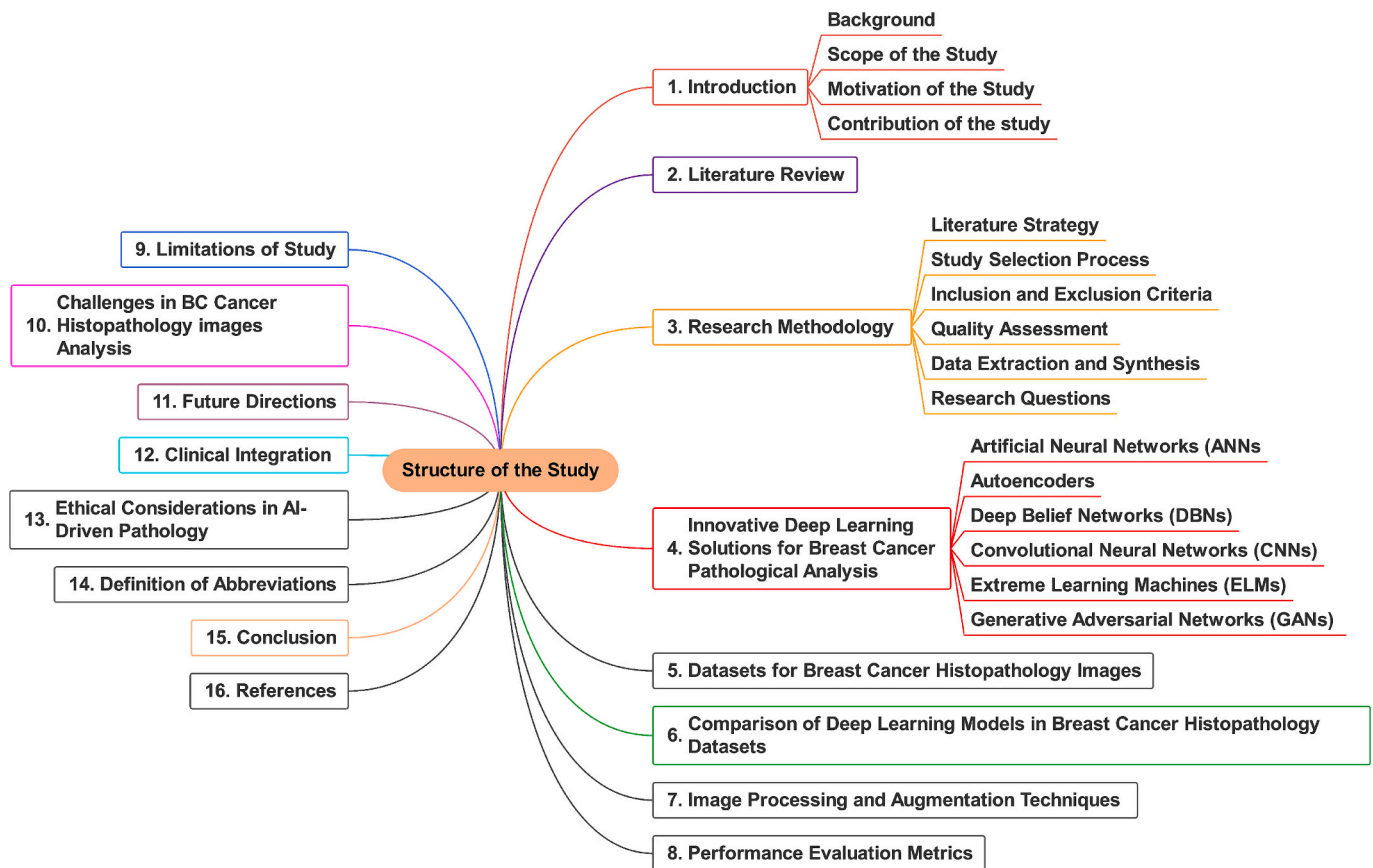 Structure of the Study
1. Introduction
Background
Scope of the Study
Motivation of the Study
Contribution of the study
2. Literature Review
3. Research Methodology
Literature Strategy
Study Selection Process
Inclusion and Exclusion Criteria
Quality Assessment
Data Extraction and Synthesis
Research Questions
4. Innovative Deep Learning
Solutions for Breast Cancer
Pathological Analysis
Artificial Neural Networks (ANNs
Autoencoders
Deep Belief Networks (DBNs)
Convolutional Neural Networks (CNNs)
Extreme Learning Machines (ELMs)
Generative Adversarial Networks (GANs)
5. Datasets for Breast Cancer Histopathology Images
6. Comparison of Deep Learning Models in Breast Cancer Histopathology
Datasets
7. Image Processing and Augmentation Techniques
8. Performance Evaluation Metrics
9. Limitations of Study
10. Challenges in BC Cancer
Histopathology images
Analysis
11. Future Directions
12. Clinical Integration
13. Ethical Considerations in AI-
Driven Pathology
14. Definition of Abbreviations
15. Conclusion
16. References